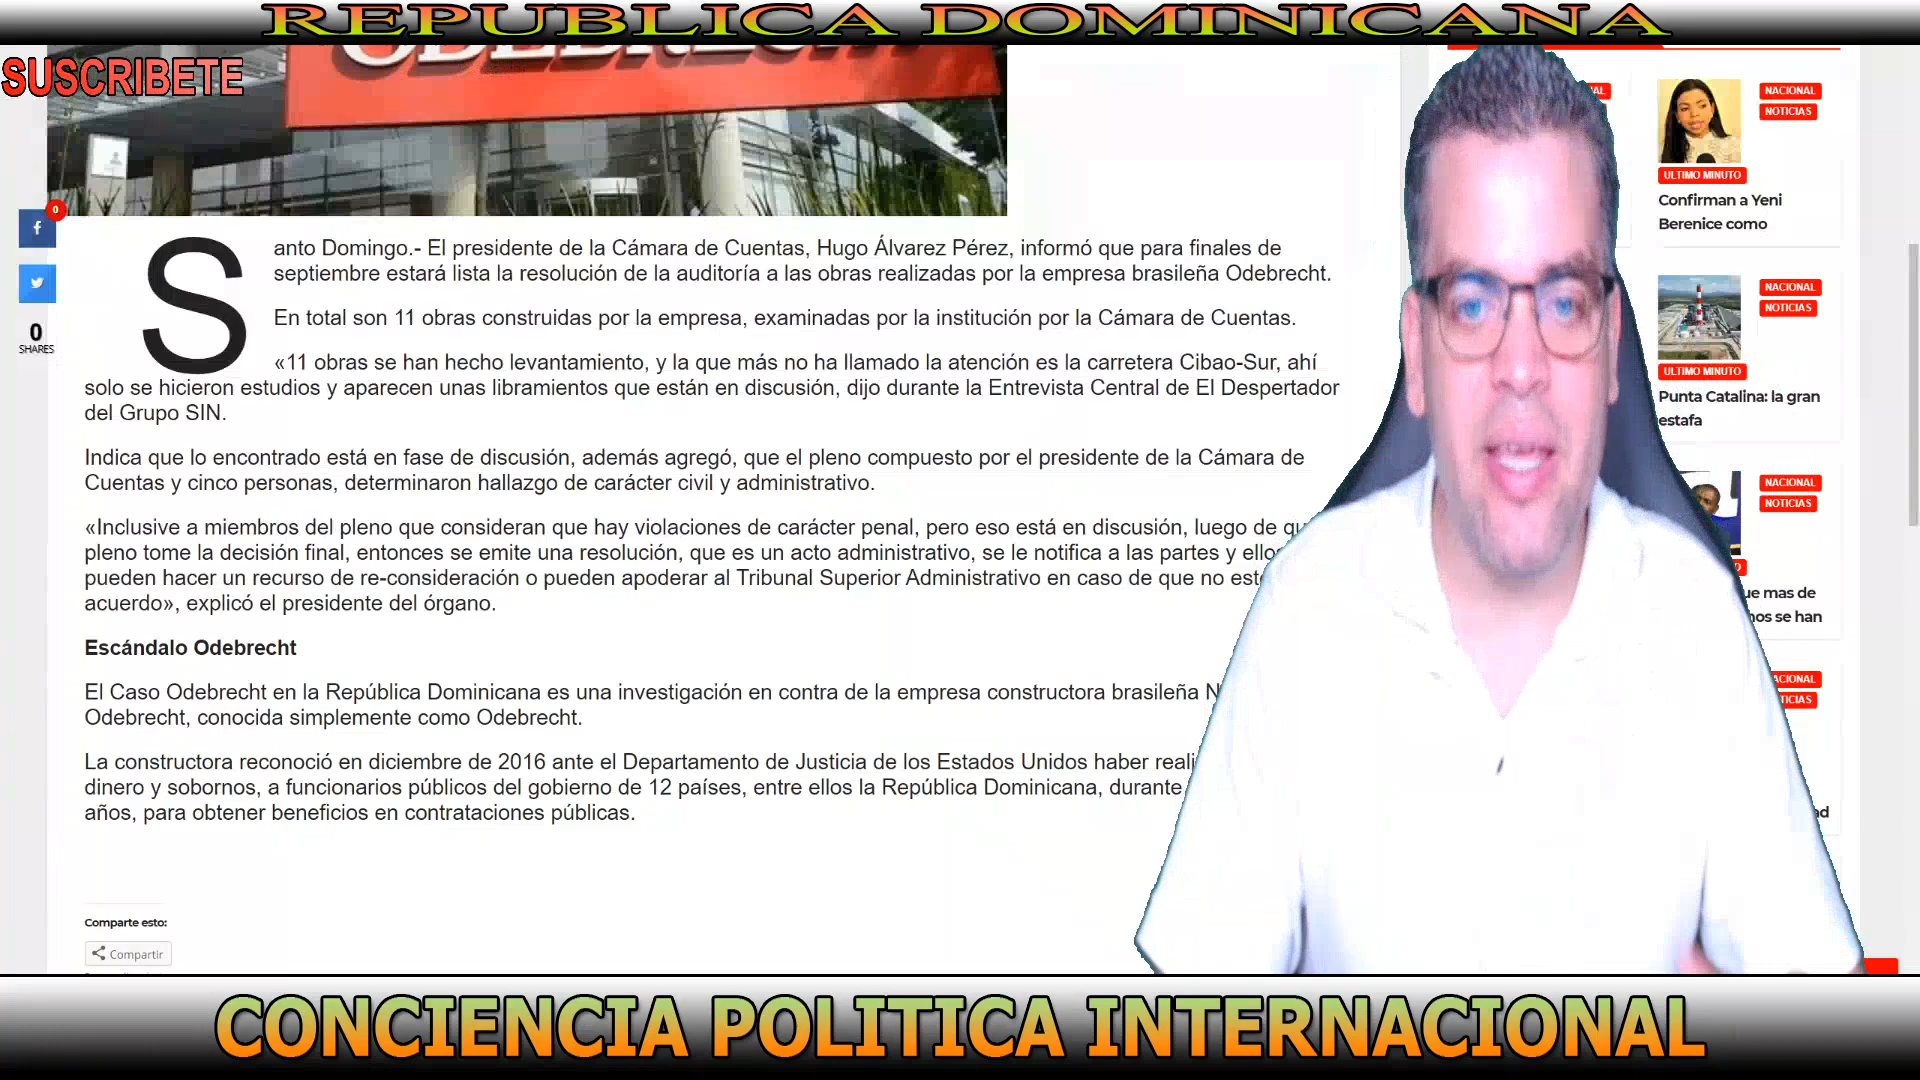 REPUBLICA DOMINICANA
SUSCRIBETE
ODEBRECHT
0
0
SHARES
Santo Domingo.- El presidente de la Cámara de Cuentas, Hugo Álvarez Pérez, informó que para finales de
septiembre estará lista la resolución de la auditoría a las obras realizadas por la empresa brasileña Odebrecht.
En total son 11 obras construidas por la empresa, examinadas por la institución por la Cámara de Cuentas.
«11 obras se han hecho levantamiento, y la que más no ha llamado la atención es la carretera Cibao-Sur, ahí
solo se hicieron estudios y aparecen unas libramientos que están en discusión, dijo durante la Entrevista Central de El Despertador
del Grupo SIN.
Indica que lo encontrado está en fase de discusión, además agregó, que el pleno compuesto por el presidente de la Cámara de
Cuentas y cinco personas, determinaron hallazgo de carácter civil y administrativo.
«Inclusive a miembros del pleno que consideran que hay violaciones de carácter penal, pero eso está en discusión, luego de
pleno tome la decisión final, entonces se emite una resolución, que es un acto administrativo, se le notifica a las partes y
pueden hacer un recurso de re-consideración o pueden apoderar al Tribunal Superior Administrativo en caso de que no
acuerdo», explicó el presidente del órgano.
Escándalo Odebrecht
El Caso Odebrecht en la República Dominicana es una investigación en contra de la empresa constructora brasileña
Odebrecht, conocida simplemente como Odebrecht.
La constructora reconoció en diciembre de 2016 ante el Departamento de Justicia de los Estados Unidos haber
dinero y sobornos, a funcionarios públicos del gobierno de 12 países, entre ellos la República Dominicana, durante
años, para obtener beneficios en contrataciones públicas.
Comparte esto:
Compartir
NACIONAL
NOTICIAS
ULTIMO MINUTO
Confirman a Yeni
Berenice como
NACIONAL
NOTICIAS
ULTIMO MINUTO
Punta Catalina: la gran
estafa
NACIONAL
NOTICIAS
mas de
se han
CONCIENCIA POLITICA INTERNACIONAL